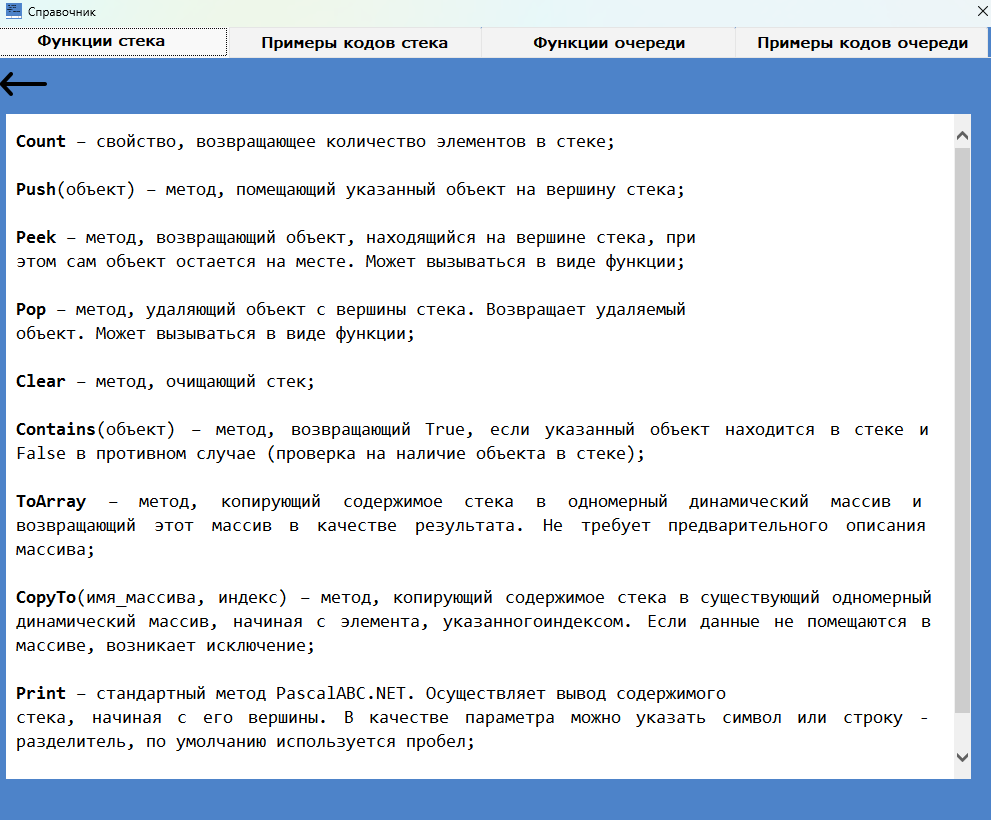 Справочник
Функции стека
Примеры кодов стека
Функции очереди
Примеры кодов очереди
Count – свойство, возвращающее количество элементов в стеке;
Push(объект) – метод, помещающий указанный объект на вершину стека;
Peek – метод, возвращающий объект, находящийся на вершине стека, при
этом сам объект остается на месте. Может вызываться в виде функции;
Pop – метод, удаляющий объект с вершины стека. Возвращает удаляемый
объект. Может вызываться в виде функции;
Clear – метод, очищающий стек;
Contains(объект) – метод, возвращающий True, если указанный объект находится в стеке и
False в противном случае (проверка на наличие объекта в стеке);
ToArray – метод, копирующий содержимое стека в одномерный динамический массив и
возвращающий этот массив в качестве результата. Не требует предварительного описания
массива;
CopyTo(имя_массива, индекс) – метод, копирующий содержимое стека в существующий одномерный
динамический массив, начиная с элемента, указанногоиндексом. Если данные не помещаются в
массиве, возникает исключение;
Print – стандартный метод PascalABC.NET. Осуществляет вывод содержимого
стека, начиная с его вершины. В качестве параметра можно указать символ или строку -
разделитель, по умолчанию используется пробел;